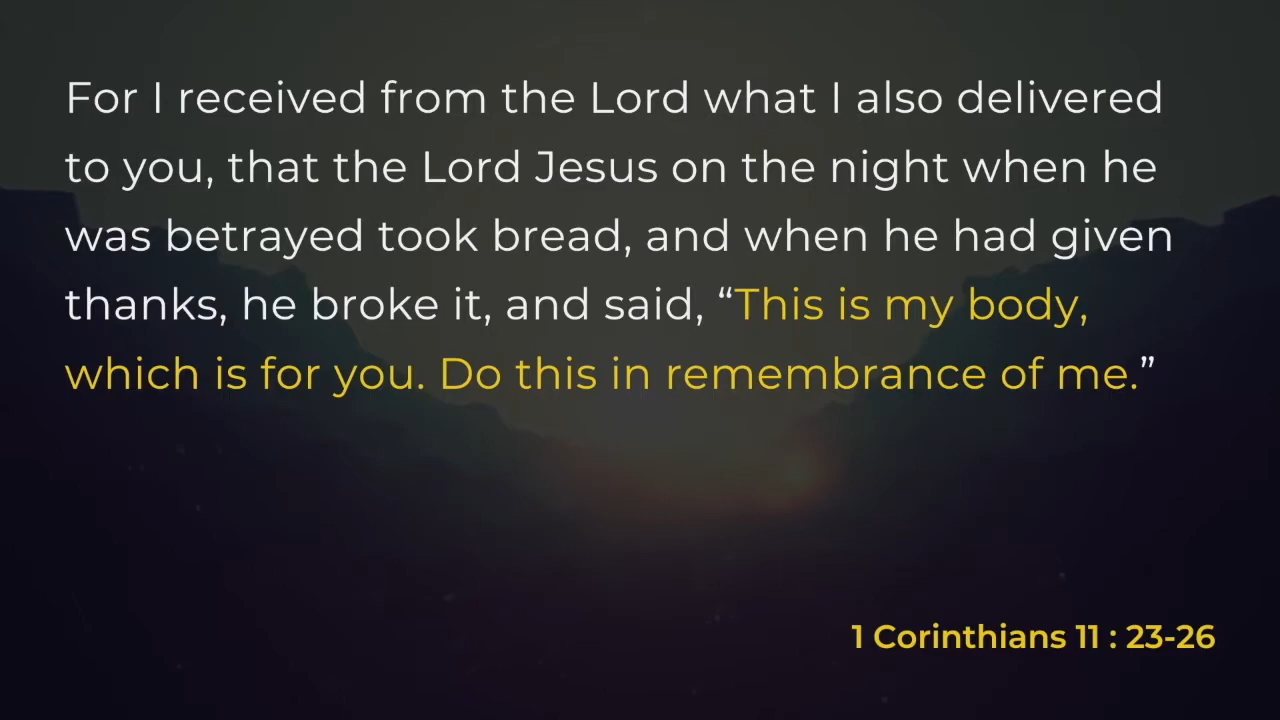 For I received from the Lord what I also delivered
to you, that the Lord Jesus on the night when he
was betrayed took bread, and when he had given
thanks, he broke it, and said, “This is my body,
which is for you. Do this in remembrance of me.”
1 Corinthians 11 : 23-26